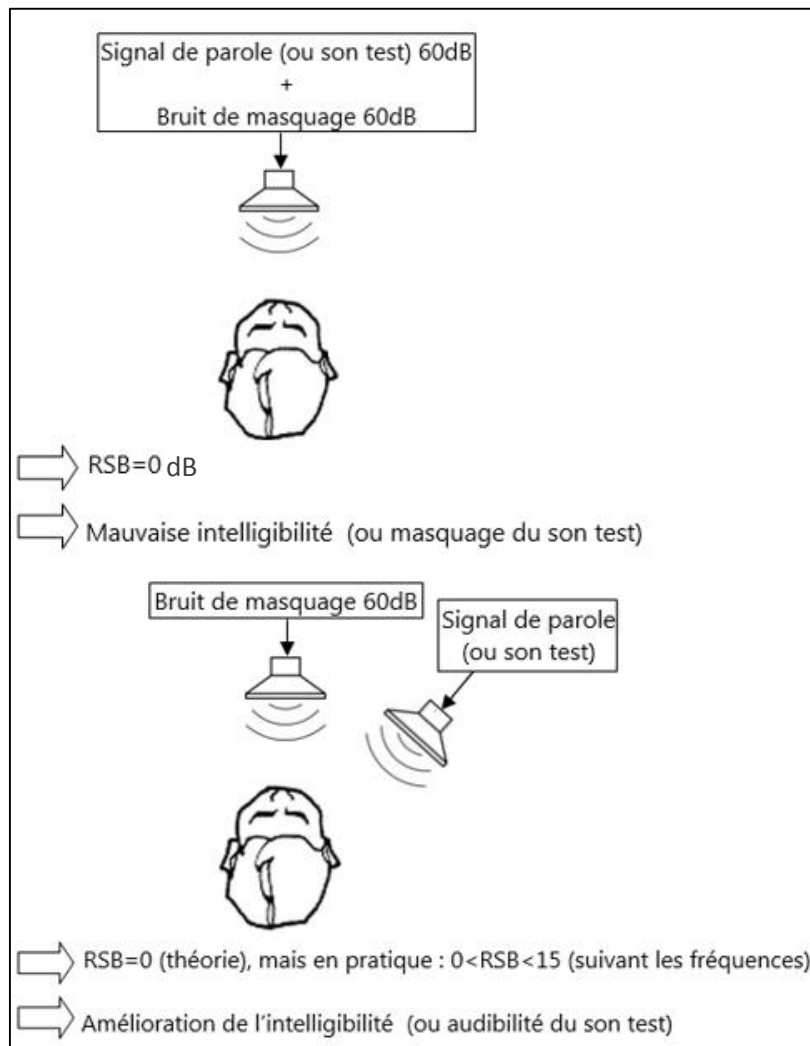 Signal de parole (ou son test) 60dB
+
Bruit de masquage 60dB
RSB=0 dB
Mauvaise intelligibilité (ou masquage du son test)
Bruit de masquage 60dB
Signal de parole
(ou son test)
RSB=0 (théorie), mais en pratique : 0<RSB<15 (suivant les fréquences)
Amélioration de l'intelligibilité (ou audibilité du son test)